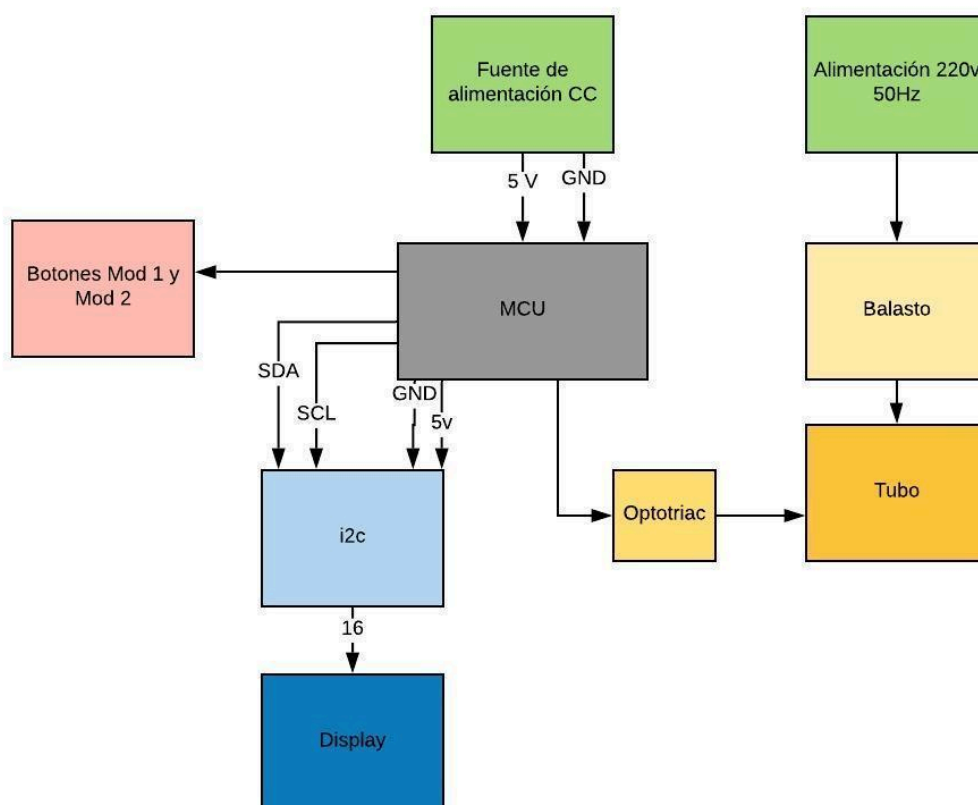 Fuente de
alimentación CC
Alimentación 220v
50Hz
5 V
GND
Botones Mod 1 y
Mod 2
MCU
Balasto
SDA
SCL
GND
5v
i2c
Optotriac
Tubo
16
Display